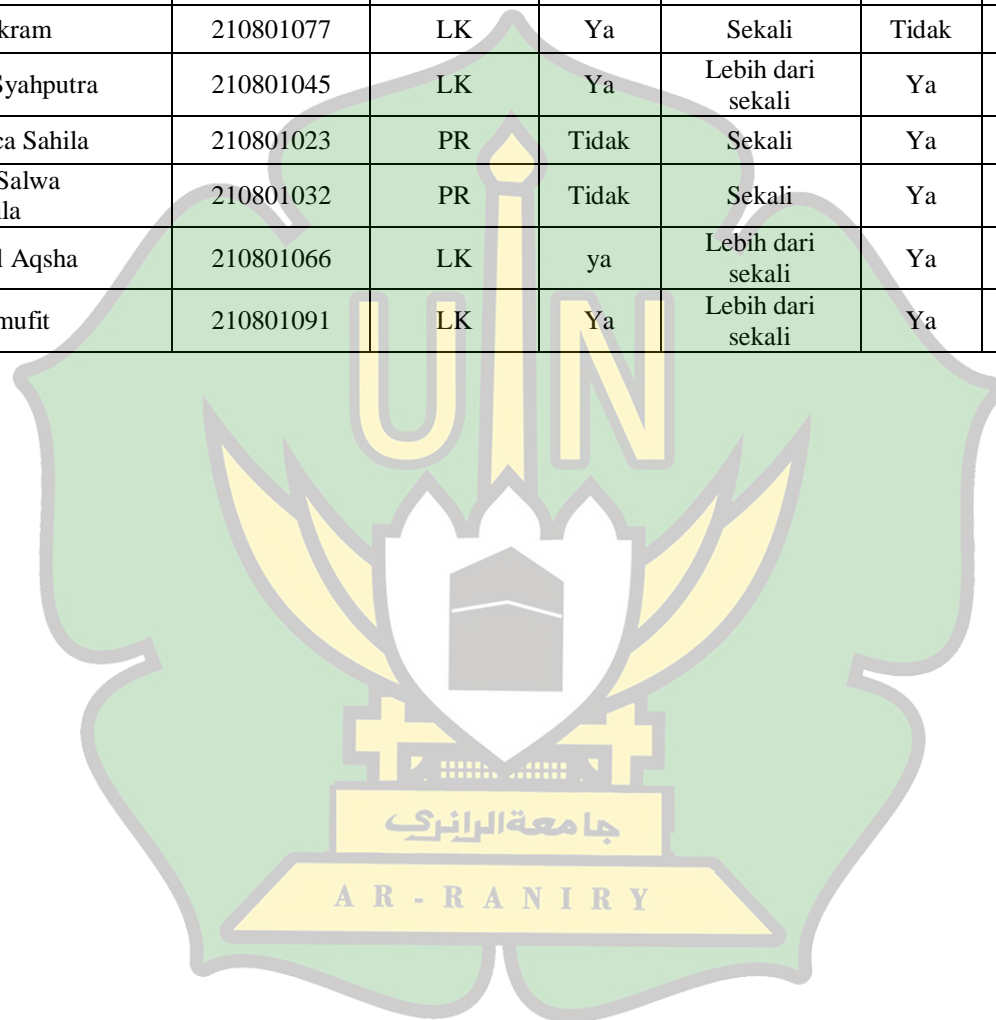 kram 210801077 LK Ya Sekali Tidak
Syahputra 210801045 LK Ya Lebih dari sekali Ya
ca Sahila 210801023 PR Tidak Sekali Ya
Salwa
la 210801032 PR Tidak Sekali Ya
l Aqsha 210801066 LK ya Lebih dari sekali Ya
mufit 210801091 LK Ya Lebih dari sekali Ya
UIN
جامعة الرانري
AR-RANIRY